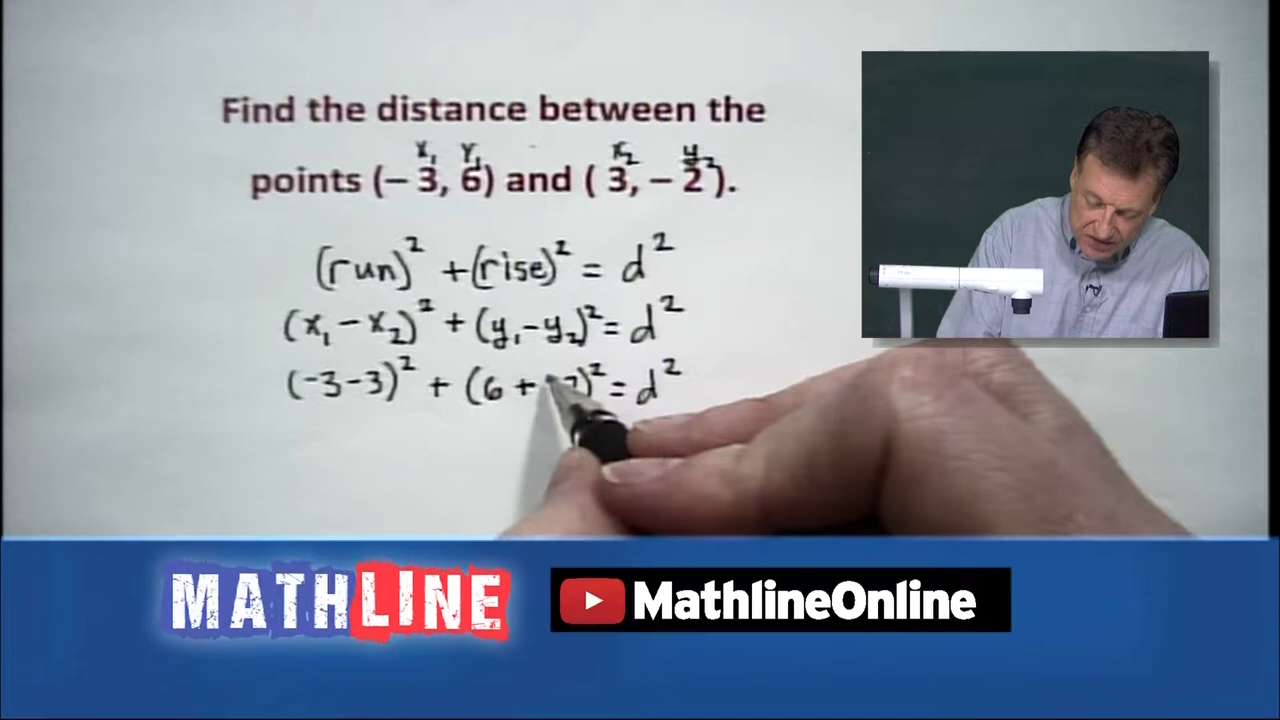 Find the distance between the
x₁ y₁ x₂ y₂
points (– 3, 6) and ( 3, – 2).
(run)² + (rise)² = d²
(x₁ – x₂)² + (y₁ – y₂)² = d²
(-3-3)² + (6 + 2)² = d²
MATHLINE
MathlineOnline